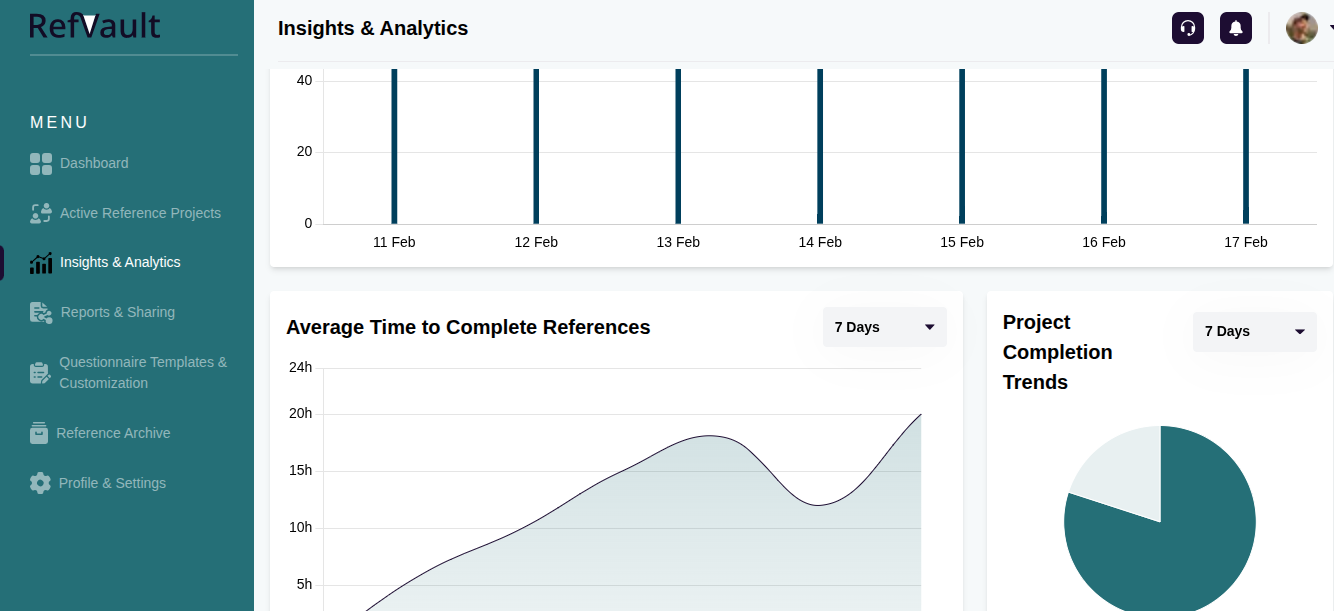 RefVault
MENU
Dashboard
Active Reference Projects
Insights & Analytics
Reports & Sharing
Questionnaire Templates &
Customization
Reference Archive
Profile & Settings
Insights & Analytics
40
20
0
11 Feb 12 Feb 13 Feb 14 Feb 15 Feb 16 Feb 17 Feb
Average Time to Complete References
7 Days
24h
20h
15h
10h
5h
Project
Completion
Trends
7 Days